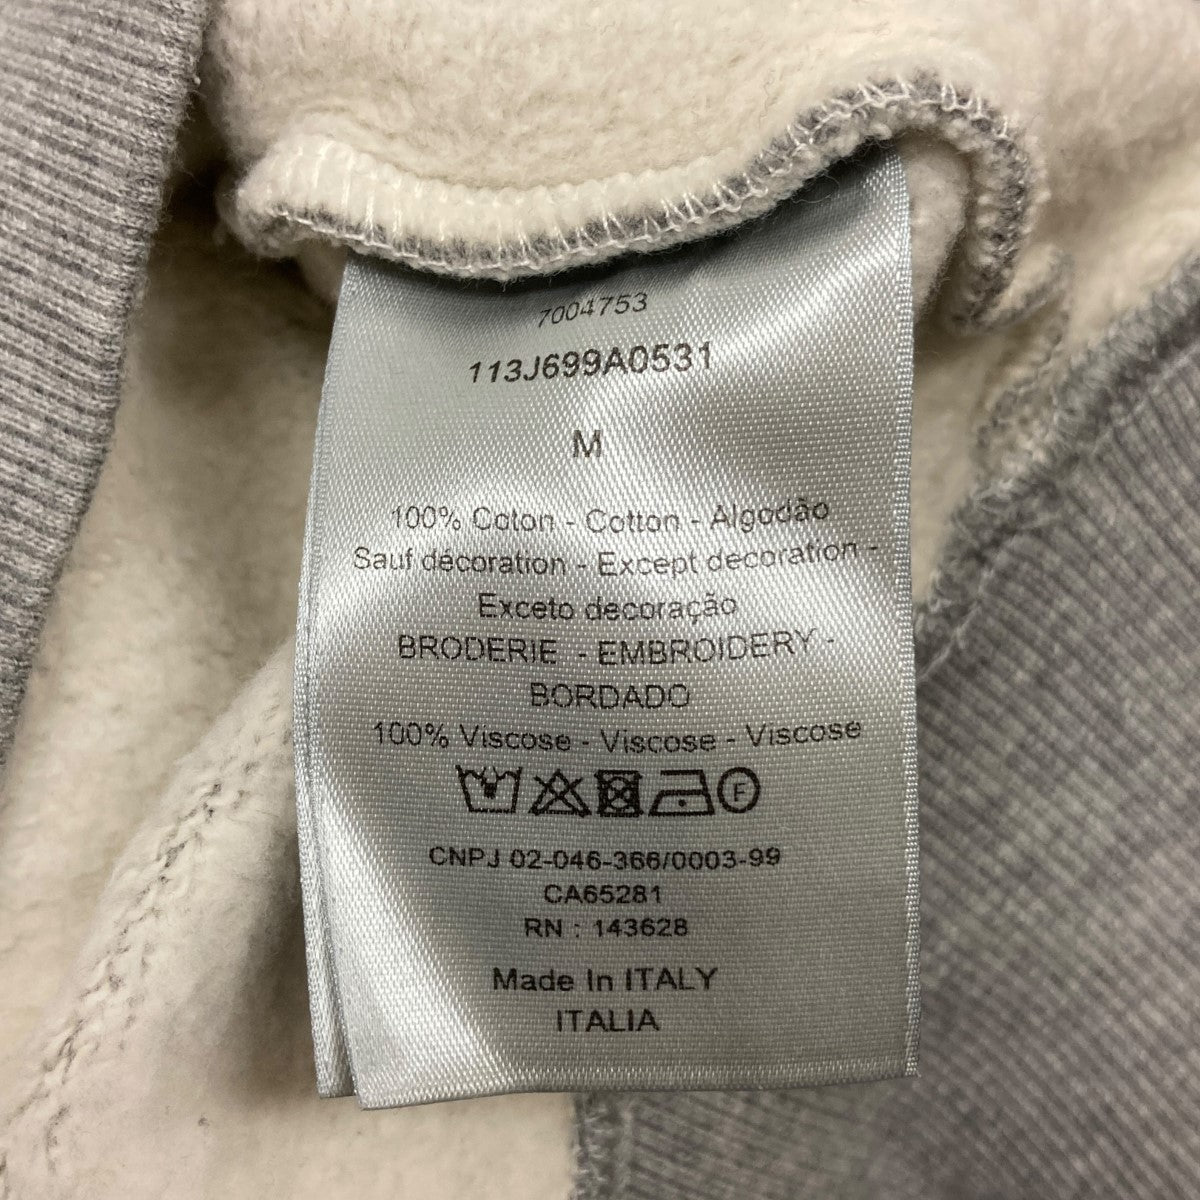 7004753
113J699A0531
M
100% Coton - Cotton - Algodão
Sauf décoration - Except decoration -
Exceto decoração
BRODERIE - EMBROIDERY -
BORDADO
100% Viscose - Viscose - Viscose
F
CNPJ 02-046-366/0003-99
CA65281
RN : 143628
Made In ITALY
ITALIA